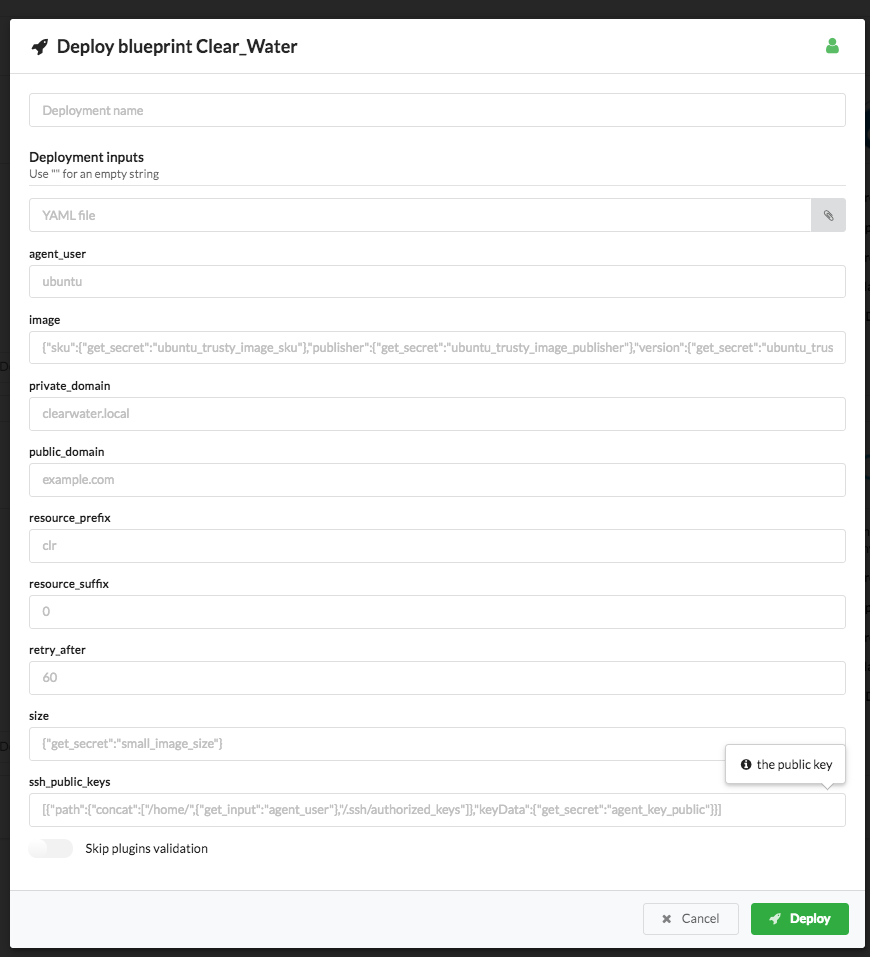 Deploy blueprint Clear_Water
Deployment name
Deployment inputs
Use "" for an empty string
YAML file
agent_user
ubuntu
image
{"sku":{"get_secret":"ubuntu_trusty_image_sku"},"publisher":{"get_secret":"ubuntu_trusty_image_publisher"},"version":{"get_secret":"ubuntu_trus
private_domain
clearwater.local
public_domain
example.com
resource_prefix
clr
resource_suffix
0
retry_after
60
size
{"get_secret":"small_image_size"}
the public key
ssh_public_keys
[{"path":{"concat":["/home/",{"get_input":"agent_user"},"/.ssh/authorized_keys"]},"keyData":{"get_secret":"agent_key_public"}}]
Skip plugins validation
Cancel
Deploy